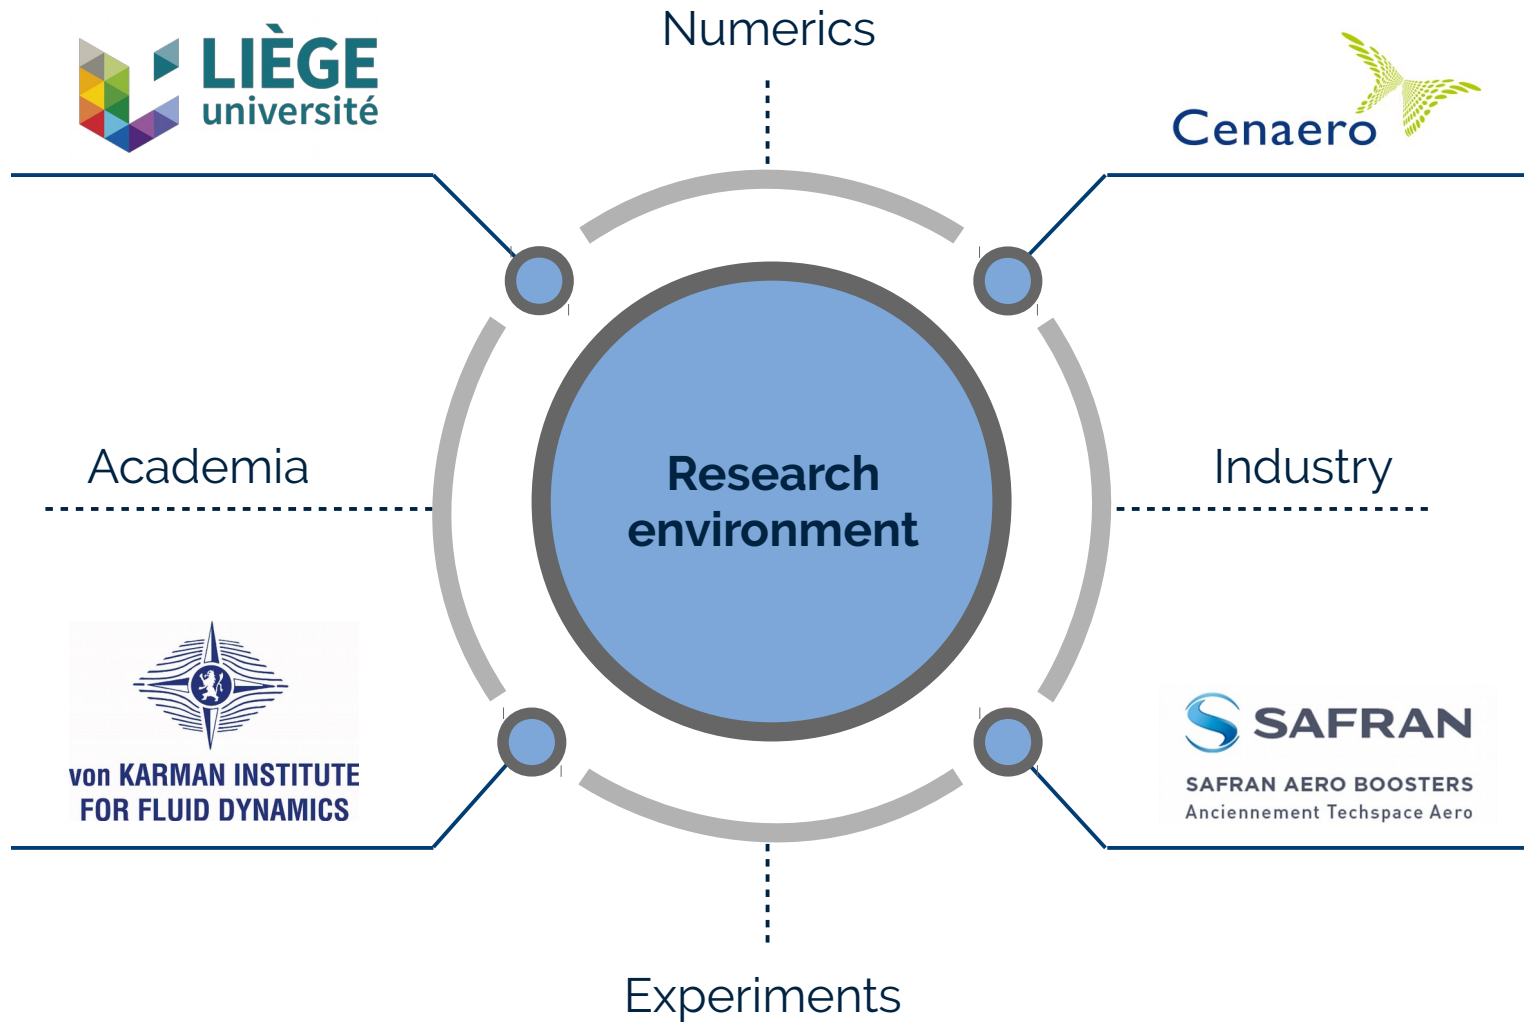 Numerics
LIÈGE
université
Cenaero
Academia
Industry
Research
environment
von KARMAN INSTITUTE
FOR FLUID DYNAMICS
SAFRAN
SAFRAN AERO BOOSTERS
Anciennement Techspace Aero
Experiments